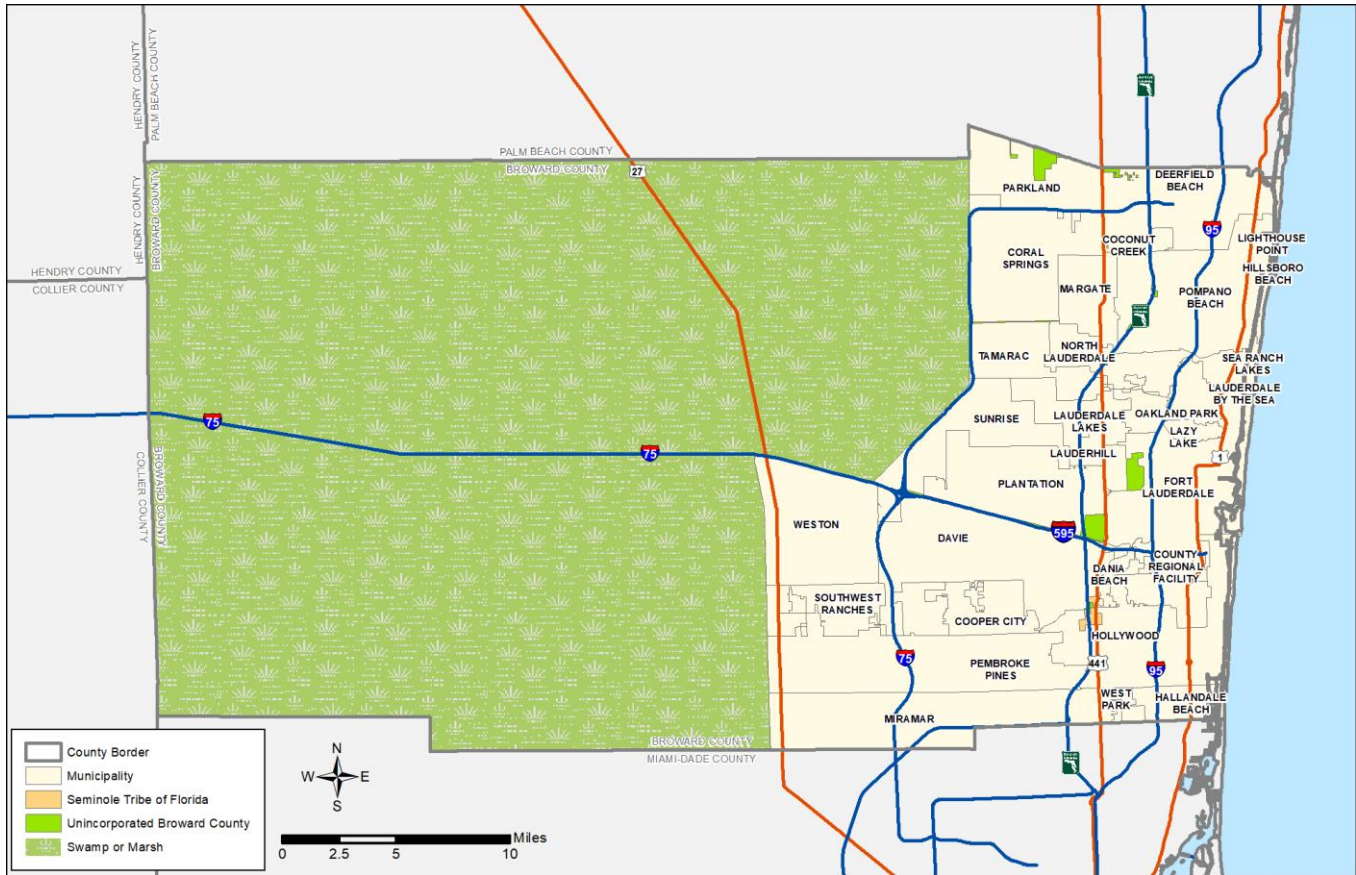 HENDRY COUNTY
PALM BEACH COUNTY
PALM BEACH COUNTY
BROWARD COUNTY
27
HENDRY COUNTY
BROWARD COUNTY
HENDRY COUNTY
COLLIER COUNTY
PARKLAND
DEERFIELD
BEACH
95
LIGHTHOUSE
POINT
HILLSBORO
BEACH
COCONUT
CREEK
CORAL
SPRINGS
MARGATE
POMPANO
BEACH
TAMARAC
NORTH
LAUDERDALE
SEA RANCH
LAKES
LAUDERDALE
BY THE SEA
SUNRISE
LAUDERDALE
LAKES
OAKLAND PARK
LAZY
LAKE
75
75
COLLIER COUNTY
BROWARD COUNTY
LAUDERHILL
1
PLANTATION
FORT
LAUDERDALE
WESTON
DAVIE
595
DANIA
BEACH
COUNTY
REGIONAL
FACILITY
SOUTHWEST
RANCHES
COOPER CITY
HOLLYWOOD
75
PEMBROKE
PINES
441
95
WEST
PARK
HALLANDALE
BEACH
MIRAMAR
BROWARD COUNTY
MIAMI-DADE COUNTY
County Border
Municipality
Seminole Tribe of Florida
Unincorporated Broward County
Swamp or Marsh
N
W E
S
Miles
0 2.5 5 10